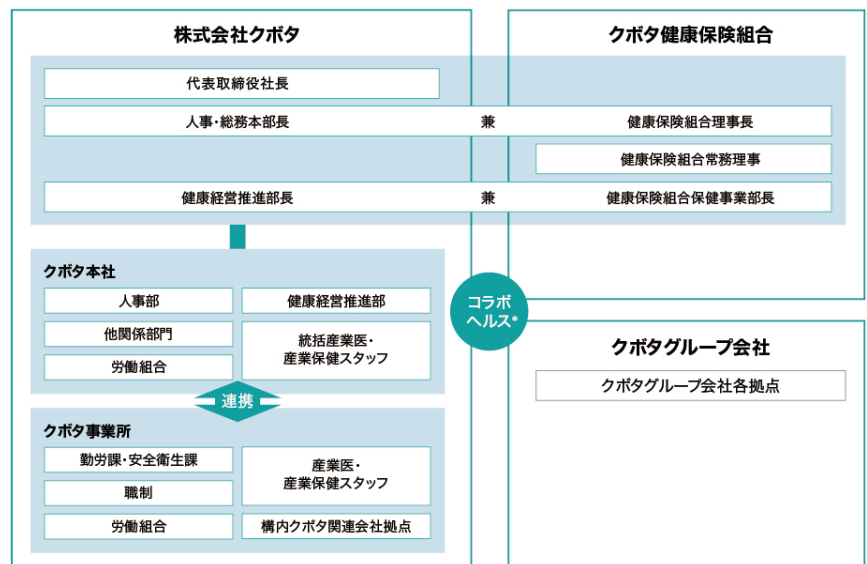 株式会社クボタ
クボタ健康保険組合
代表取締役社長
人事・総務本部長 兼 健康保険組合理事長
健康保険組合常務理事
健康経営推進部長 兼 健康保険組合保健事業部長
クボタ本社
人事部
健康経営推進部
他関係部門
労働組合
統括産業医・
産業保健スタッフ
コラボ
ヘルス*
連携
クボタ事業所
勤労課・安全衛生課
職制
労働組合
産業医・
産業保健スタッフ
構内クボタ関連会社拠点
クボタグループ会社
クボタグループ会社各拠点